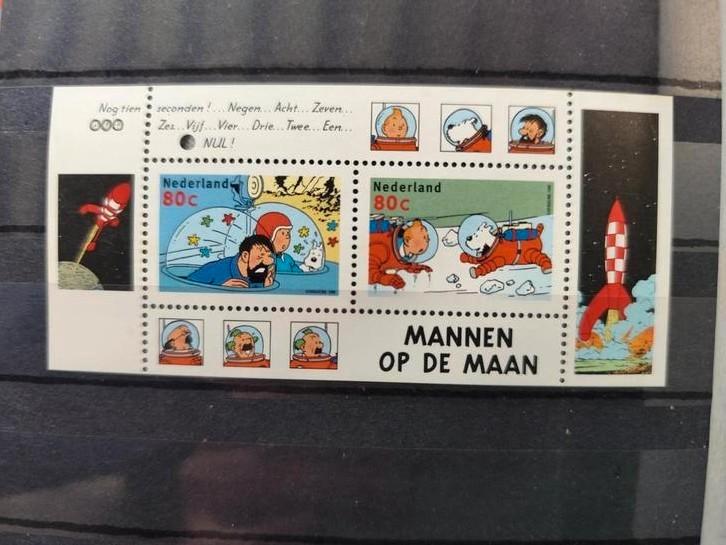 Nog tien seconden!...Negen...Acht...Zeven...
Zes...Vijf...Vier...Drie...Twee...Een...
NUL!
Nederland
80c
Nederland
80c
MANNEN
OP DE MAAN